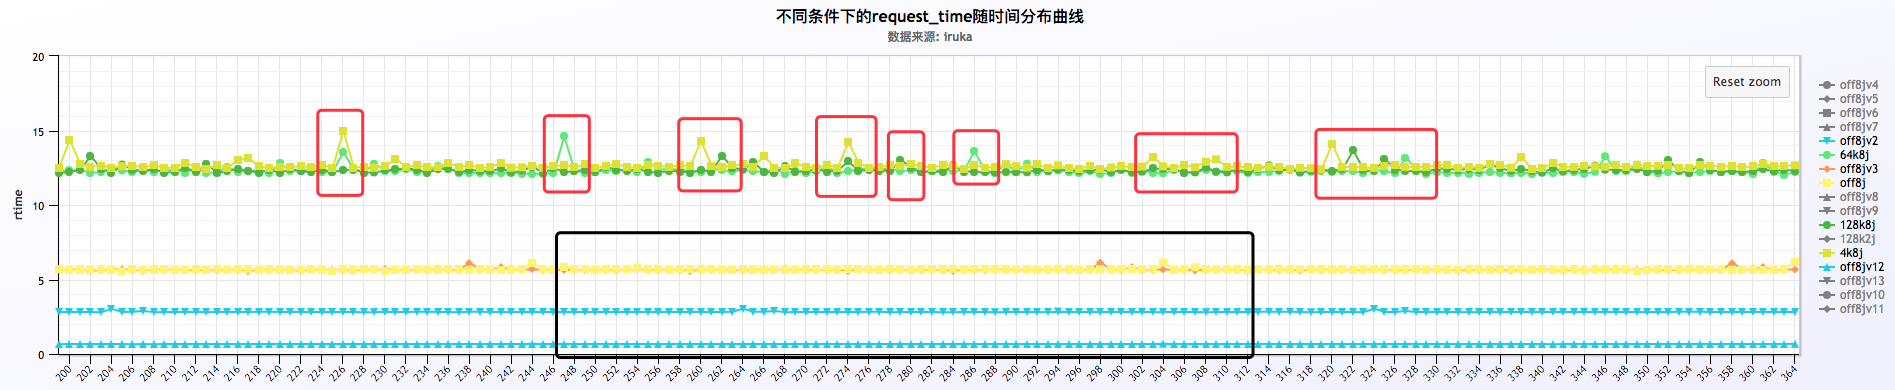 不同条件下的request_time随时间分布曲线
数据来源: iruka
Reset zoom
rtime
20
15
10
5
0
200 202 204 206 208 210 212 214 216 218 220 222 224 226 228 230 232 234 236 238 240 242 244 246 248 250 252 254 256 258 260 262 264 266 268 270 272 274 276 278 280 282 284 286 288 290 292 294 296 298 300 302 304 306 308 310 312 314 316 318 320 322 324 326 328 330 332 334 336 338 340 342 344 346 348 350 352 354 356 358 360 362 364
off8jv4
off8jv5
off8jv6
off8jv7
off8jv2
64k8j
off8jv3
off8j
off8jv8
off8jv9
128k8j
128k2j
4k8j
off8jv12
off8jv13
off8jv10
off8jv11